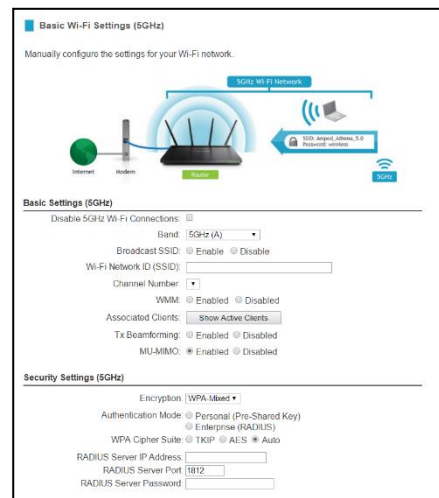 Basic Wi-Fi Settings (5GHz)
Manually configure the settings for your Wi-Fi network.
5GHz Wi-Fi Network
SSID: Amped_Athena_5.0
Password: wireless
Internet
Modem
Router
5GHz
Basic Settings (5GHz)
Disable 5GHz Wi-Fi Connections:
Band: 5GHz (A)
Broadcast SSID: Enable Disable
Wi-Fi Network ID (SSID):
Channel Number:
WMM: Enabled Disabled
Associated Clients: Show Active Clients
Tx Beamforming: Enabled Disabled
MU-MIMO: Enabled Disabled
Security Settings (5GHz)
Encryption: WPA-Mixed
Authentication Mode: Personal (Pre-Shared Key)
Enterprise (RADIUS)
WPA Cipher Suite: TKIP AES Auto
RADIUS Server IP Address:
RADIUS Server Port: 1812
RADIUS Server Password: